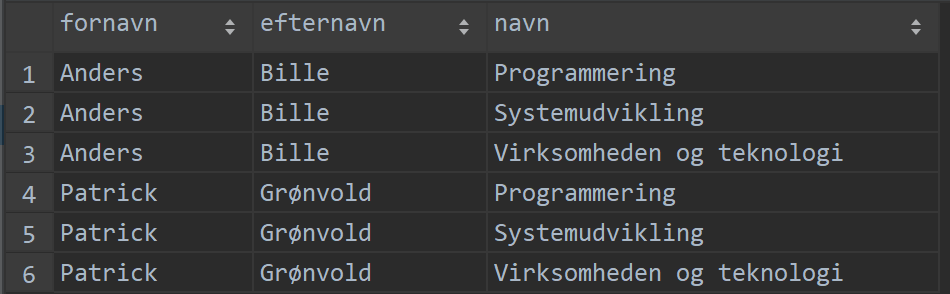 fornavn efternavn navn
1 Anders Bille Programmering
2 Anders Bille Systemudvikling
3 Anders Bille Virksomheden og teknologi
4 Patrick Grønvold Programmering
5 Patrick Grønvold Systemudvikling
6 Patrick Grønvold Virksomheden og teknologi